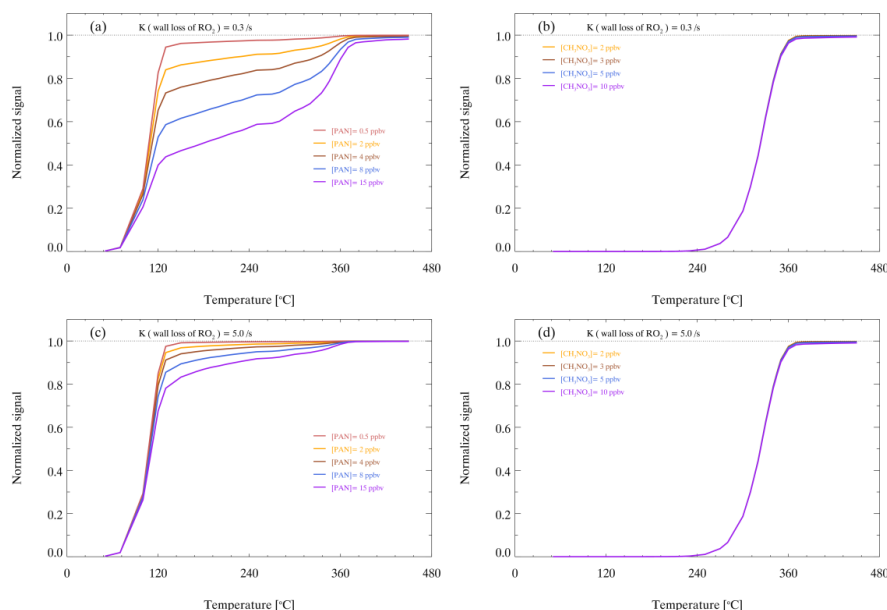 (a) K ( wall loss of RO2 ) = 0.3 /s
Normalized signal
1.0
0.8
0.6
0.4
0.2
0.0
[PAN]= 0.5 ppbv
[PAN]= 2 ppbv
[PAN]= 4 ppbv
[PAN]= 8 ppbv
[PAN]= 15 ppbv
0 120 240 360 480
Temperature [°C]
(b) K ( wall loss of RO2 ) = 0.3 /s
Normalized signal
1.0
0.8
0.6
0.4
0.2
0.0
[CH3NO3]= 2 ppbv
[CH3NO3]= 3 ppbv
[CH3NO3]= 5 ppbv
[CH3NO3]= 10 ppbv
0 120 240 360 480
Temperature [°C]
(c) K ( wall loss of RO2 ) = 5.0 /s
Normalized signal
1.0
0.8
0.6
0.4
0.2
0.0
[PAN]= 0.5 ppbv
[PAN]= 2 ppbv
[PAN]= 4 ppbv
[PAN]= 8 ppbv
[PAN]= 15 ppbv
0 120 240 360 480
Temperature [°C]
(d) K ( wall loss of RO2 ) = 5.0 /s
Normalized signal
1.0
0.8
0.6
0.4
0.2
0.0
[CH3NO3]= 2 ppbv
[CH3NO3]= 3 ppbv
[CH3NO3]= 5 ppbv
[CH3NO3]= 10 ppbv
0 120 240 360 480
Temperature [°C]